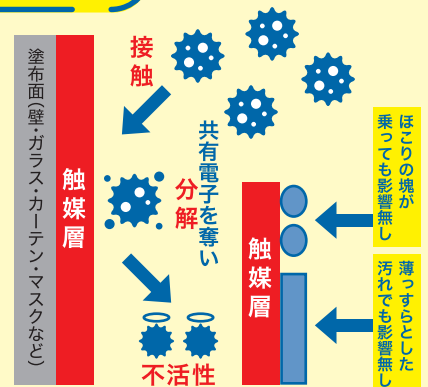 塗布面(壁・ガラス・カーテン・マスクなど)
触媒層
接触
共有電子を奪い
分解
不活性
触媒層
ほこりの塊が
乗っても影響無し
薄っすらとした
汚れでも影響無し